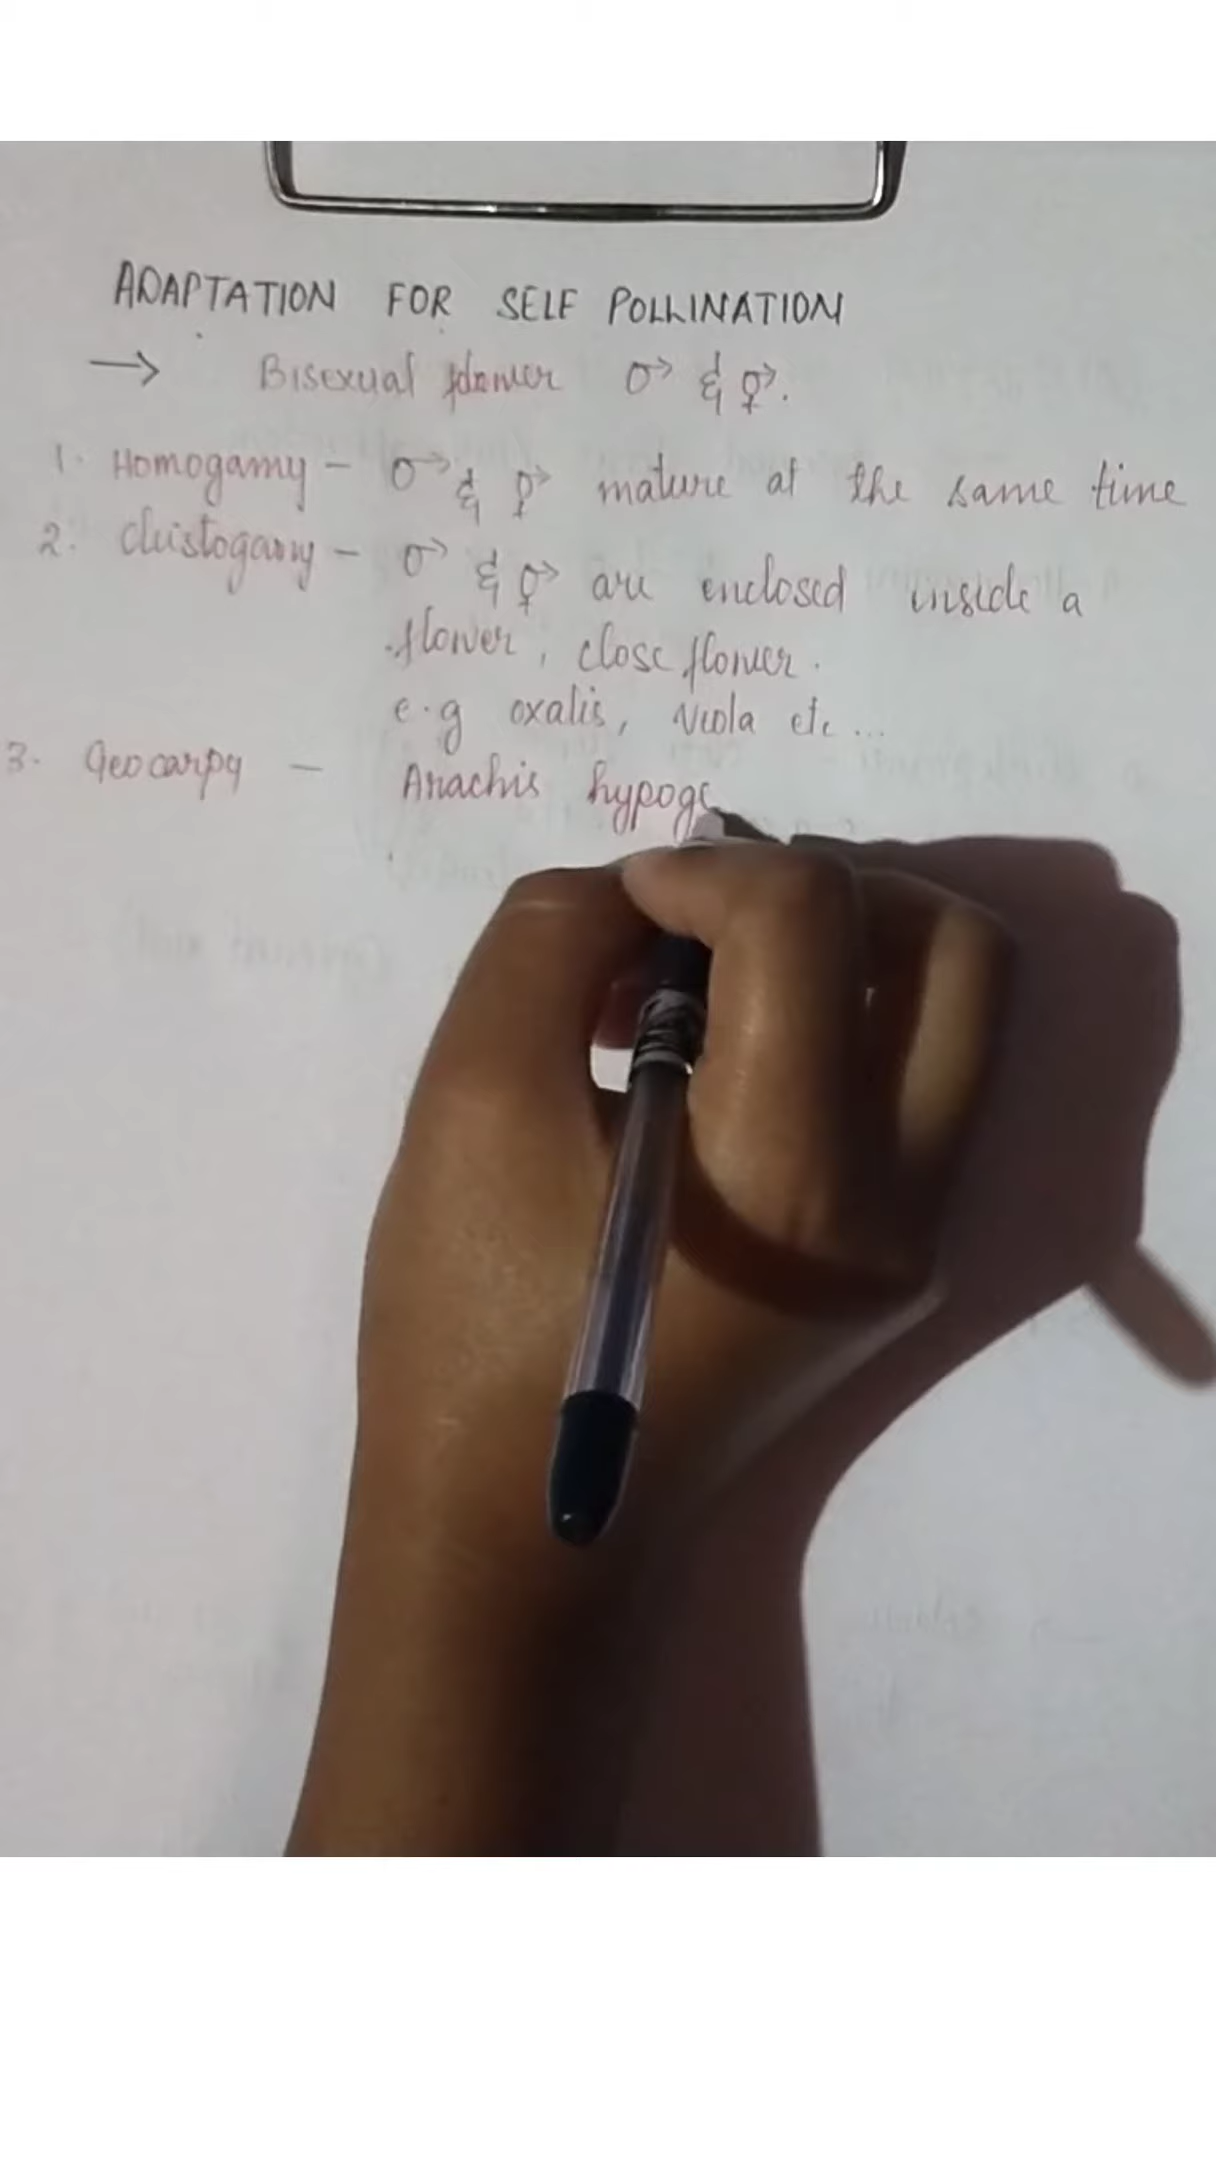 ADAPTATION FOR SELF POLLINATION
→ Bisexual flower ♂ & ⚥.
1. Homogamy - ♂ & ⚥ mature at the same time
2. Cleistogamy - ♂ & ⚥ are enclosed inside a
flower, close flower.
e.g oxalis, Viola etc...
3. Geocarpy - Arachis hypoge